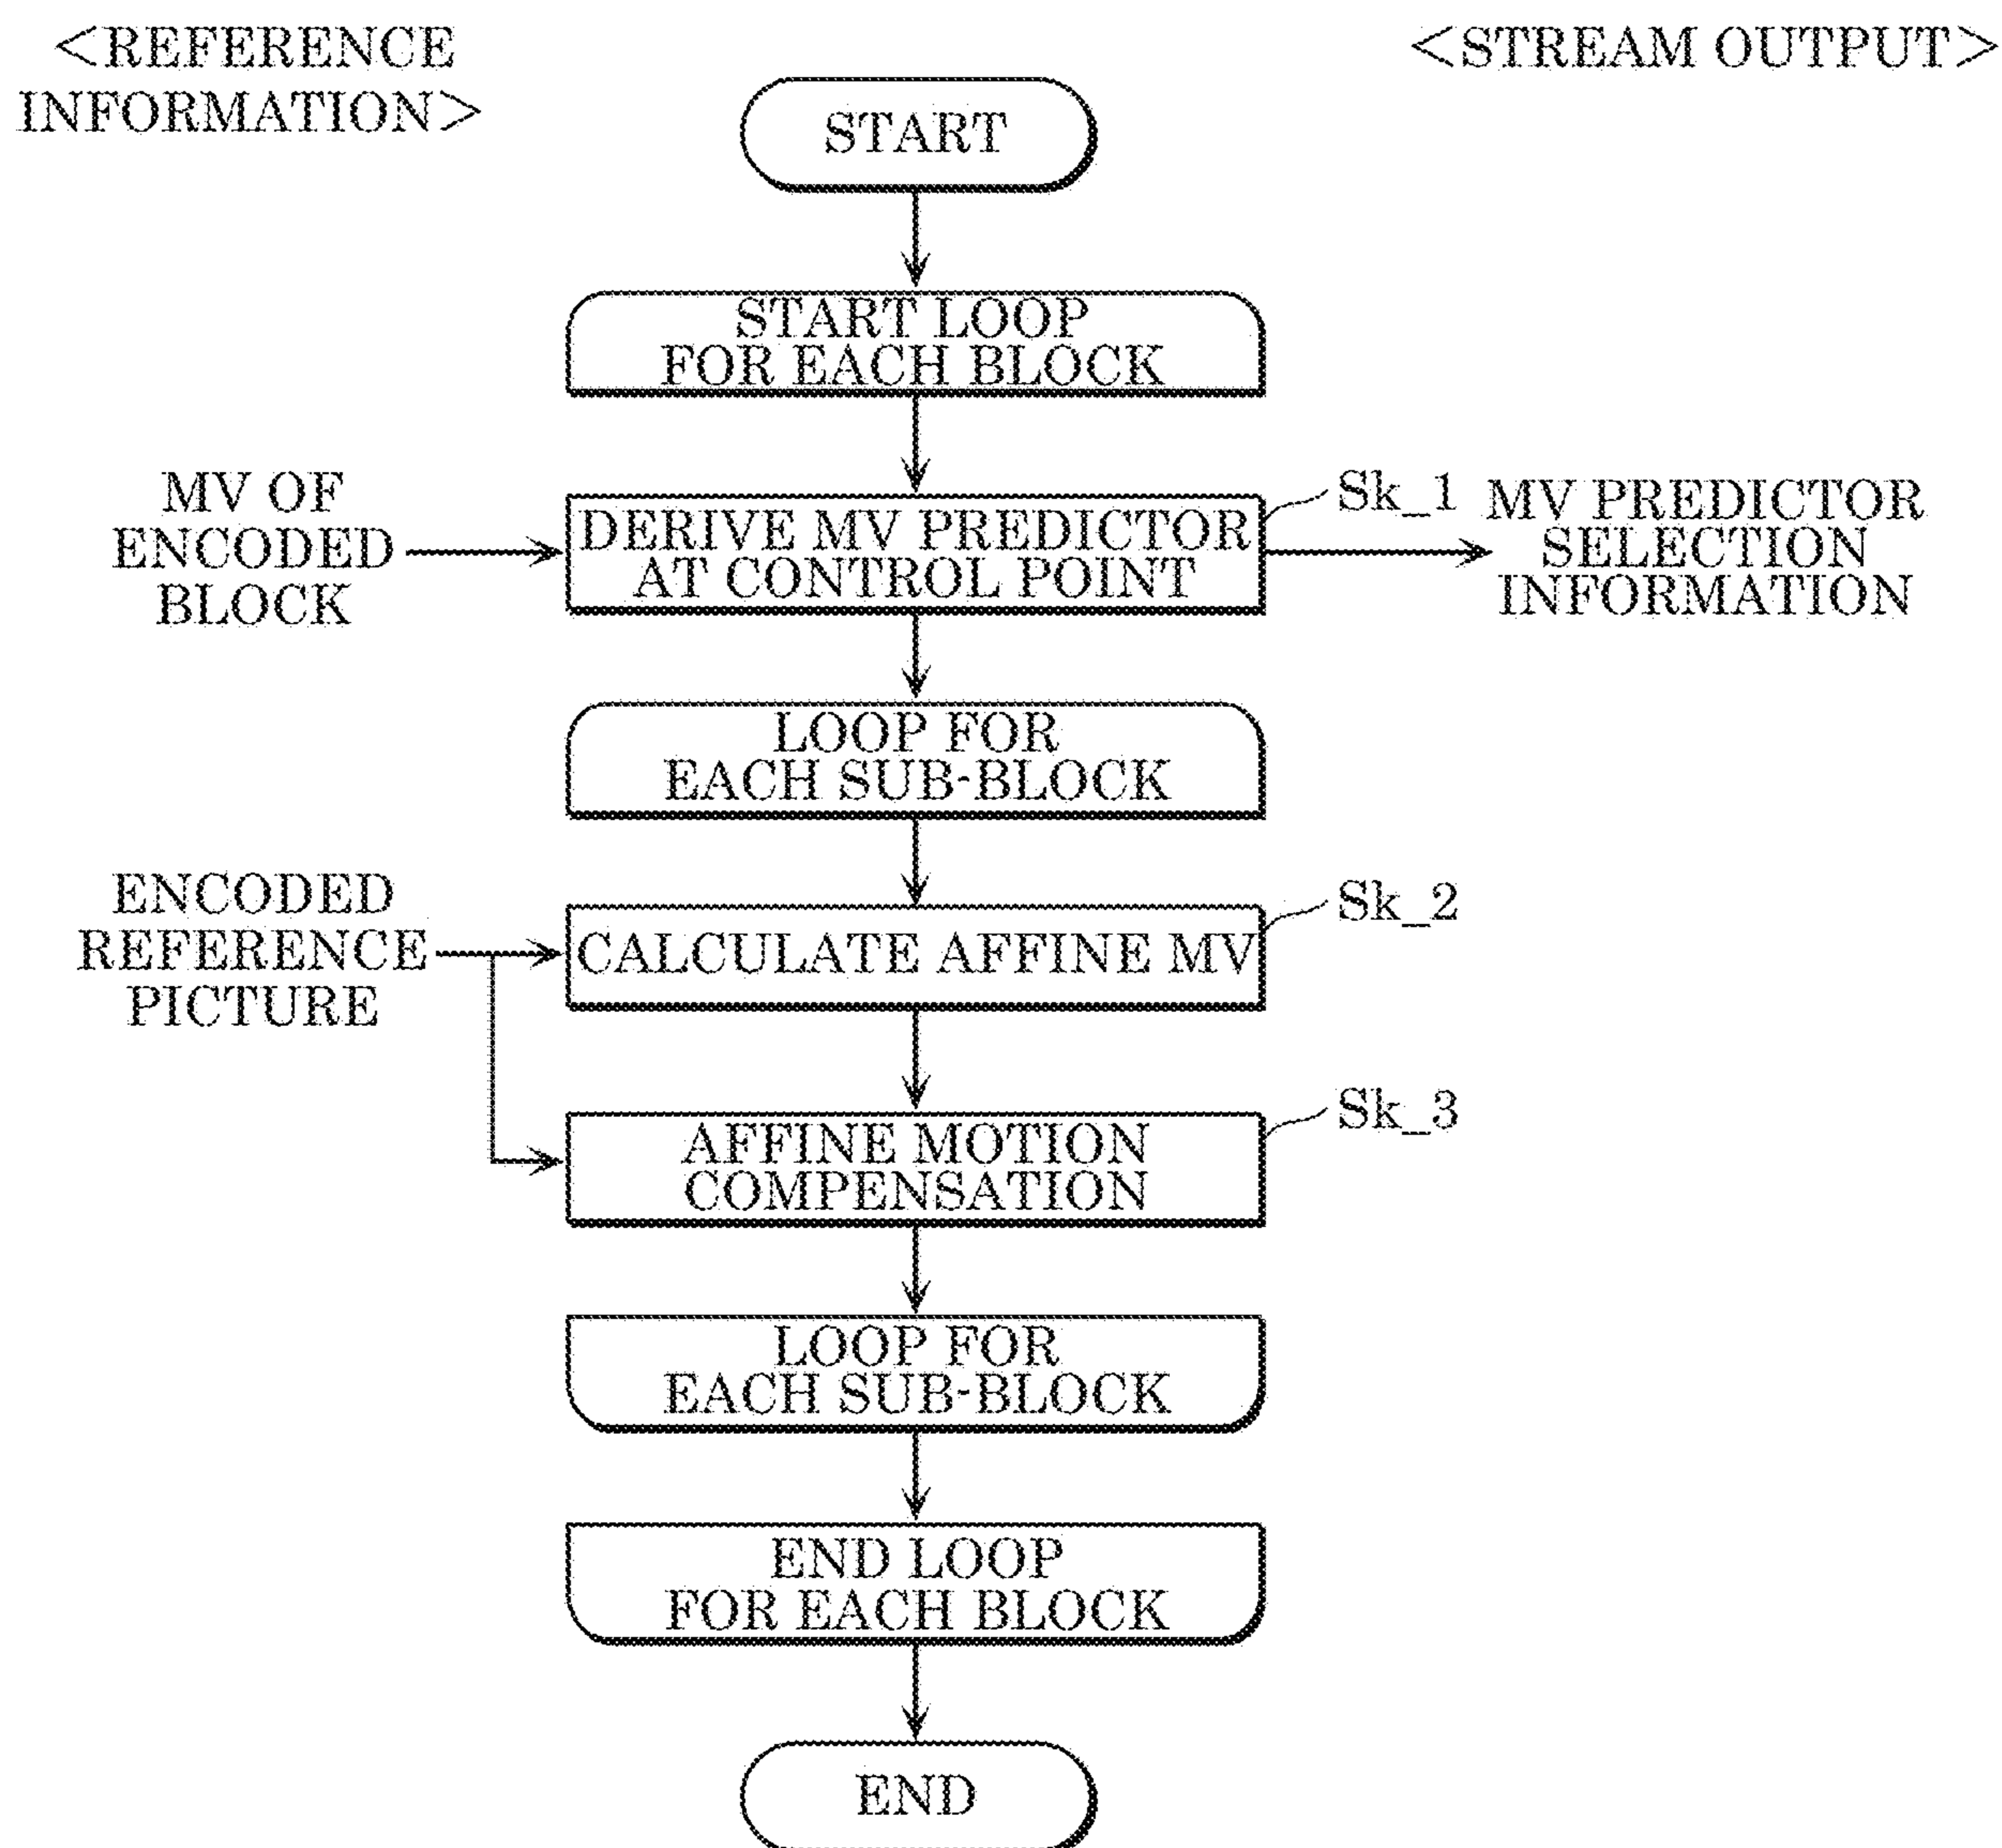 <REFERENCE
INFORMATION>
<STREAM OUTPUT>
START
START LOOP
FOR EACH BLOCK
MV OF
ENCODED
BLOCK
DERIVE MV PREDICTOR
AT CONTROL POINT
Sk_1
MV PREDICTOR
SELECTION
INFORMATION
LOOP FOR
EACH SUB-BLOCK
ENCODED
REFERENCE
PICTURE
CALCULATE AFFINE MV
Sk_2
AFFINE MOTION
COMPENSATION
Sk_3
LOOP FOR
EACH SUB-BLOCK
END LOOP
FOR EACH BLOCK
END